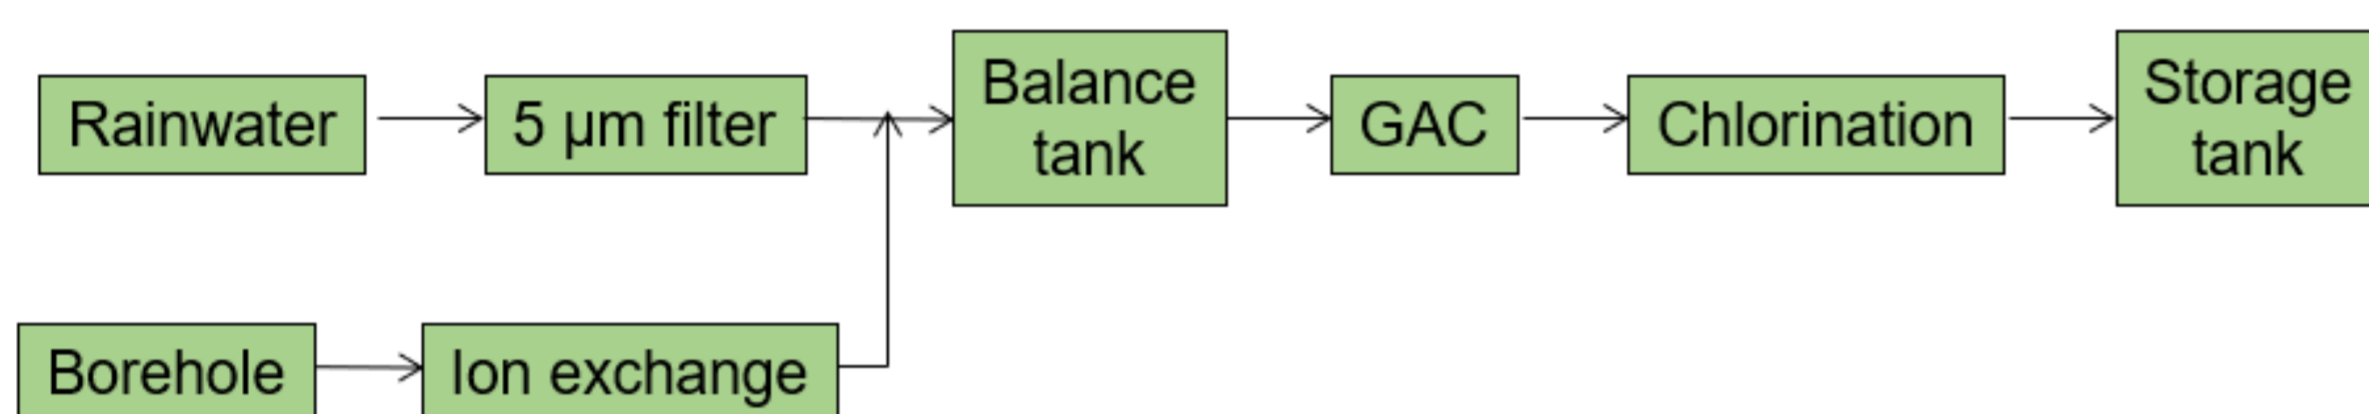 Rainwater
5 µm filter
Balance
tank
GAC
Chlorination
Storage
tank
Borehole
Ion exchange